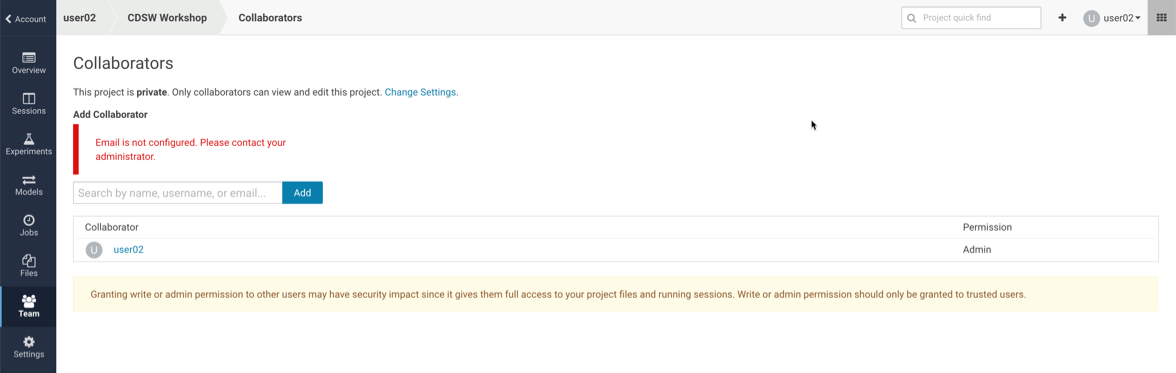 Account
user02
CDSW Workshop
Collaborators
Project quick find
U
user02
Overview
Sessions
Experiments
Models
Jobs
Files
Team
Settings
Collaborators
This project is private. Only collaborators can view and edit this project. Change Settings.
Add Collaborator
Email is not configured. Please contact your
administrator.
Search by name, username, or email...
Add
Collaborator
Permission
U
user02
Admin
Granting write or admin permission to other users may have security impact since it gives them full access to your project files and running sessions. Write or admin permission should only be granted to trusted users.